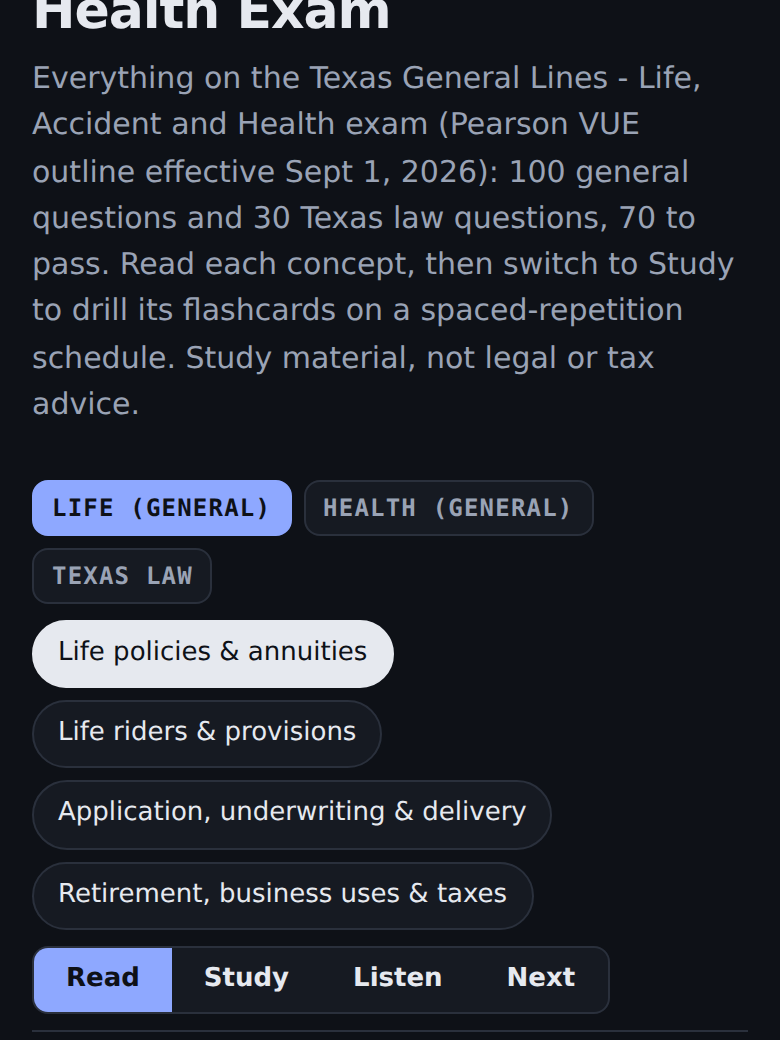 Health Exam
Everything on the Texas General Lines - Life,
Accident and Health exam (Pearson VUE
outline effective Sept 1, 2026): 100 general
questions and 30 Texas law questions, 70 to
pass. Read each concept, then switch to Study
to drill its flashcards on a spaced-repetition
schedule. Study material, not legal or tax
advice.
LIFE (GENERAL) HEALTH (GENERAL)
TEXAS LAW
Life policies & annuities
Life riders & provisions
Application, underwriting & delivery
Retirement, business uses & taxes
Read Study Listen Next